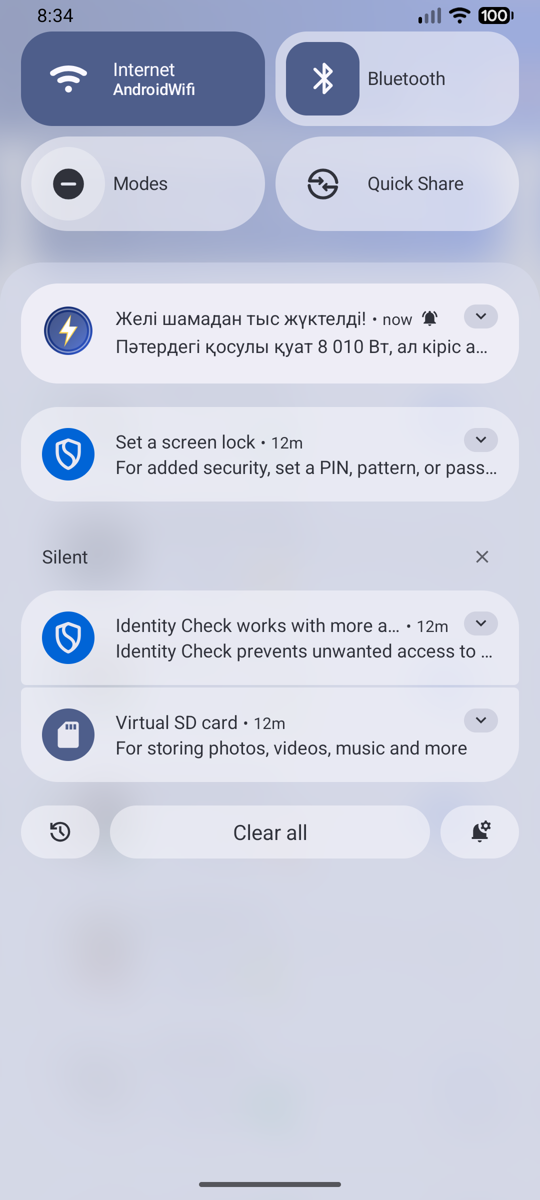 8:34
100
Internet
AndroidWifi
Bluetooth
Modes
Quick Share
Желі шамадан тыс жүктелді! • now
Пәтердегі қосулы қуат 8 010 Вт, ал кіріс а...
Set a screen lock • 12m
For added security, set a PIN, pattern, or pass...
Silent
Identity Check works with more a... • 12m
Identity Check prevents unwanted access to ...
Virtual SD card • 12m
For storing photos, videos, music and more
Clear all